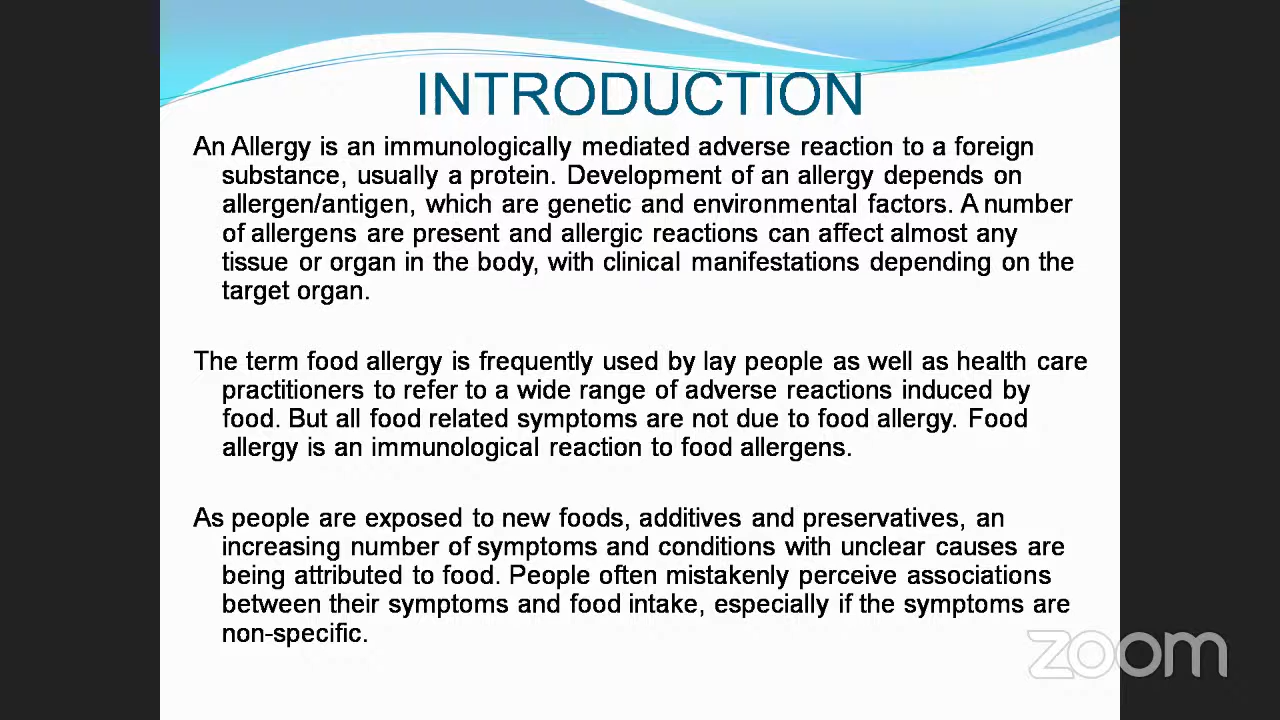 INTRODUCTION
An Allergy is an immunologically mediated adverse reaction to a foreign
substance, usually a protein. Development of an allergy depends on
allergen/antigen, which are genetic and environmental factors. A number
of allergens are present and allergic reactions can affect almost any
tissue or organ in the body, with clinical manifestations depending on the
target organ.
The term food allergy is frequently used by lay people as well as health care
practitioners to refer to a wide range of adverse reactions induced by
food. But all food related symptoms are not due to food allergy. Food
allergy is an immunological reaction to food allergens.
As people are exposed to new foods, additives and preservatives, an
increasing number of symptoms and conditions with unclear causes are
being attributed to food. People often mistakenly perceive associations
between their symptoms and food intake, especially if the symptoms are
non-specific.
zoom